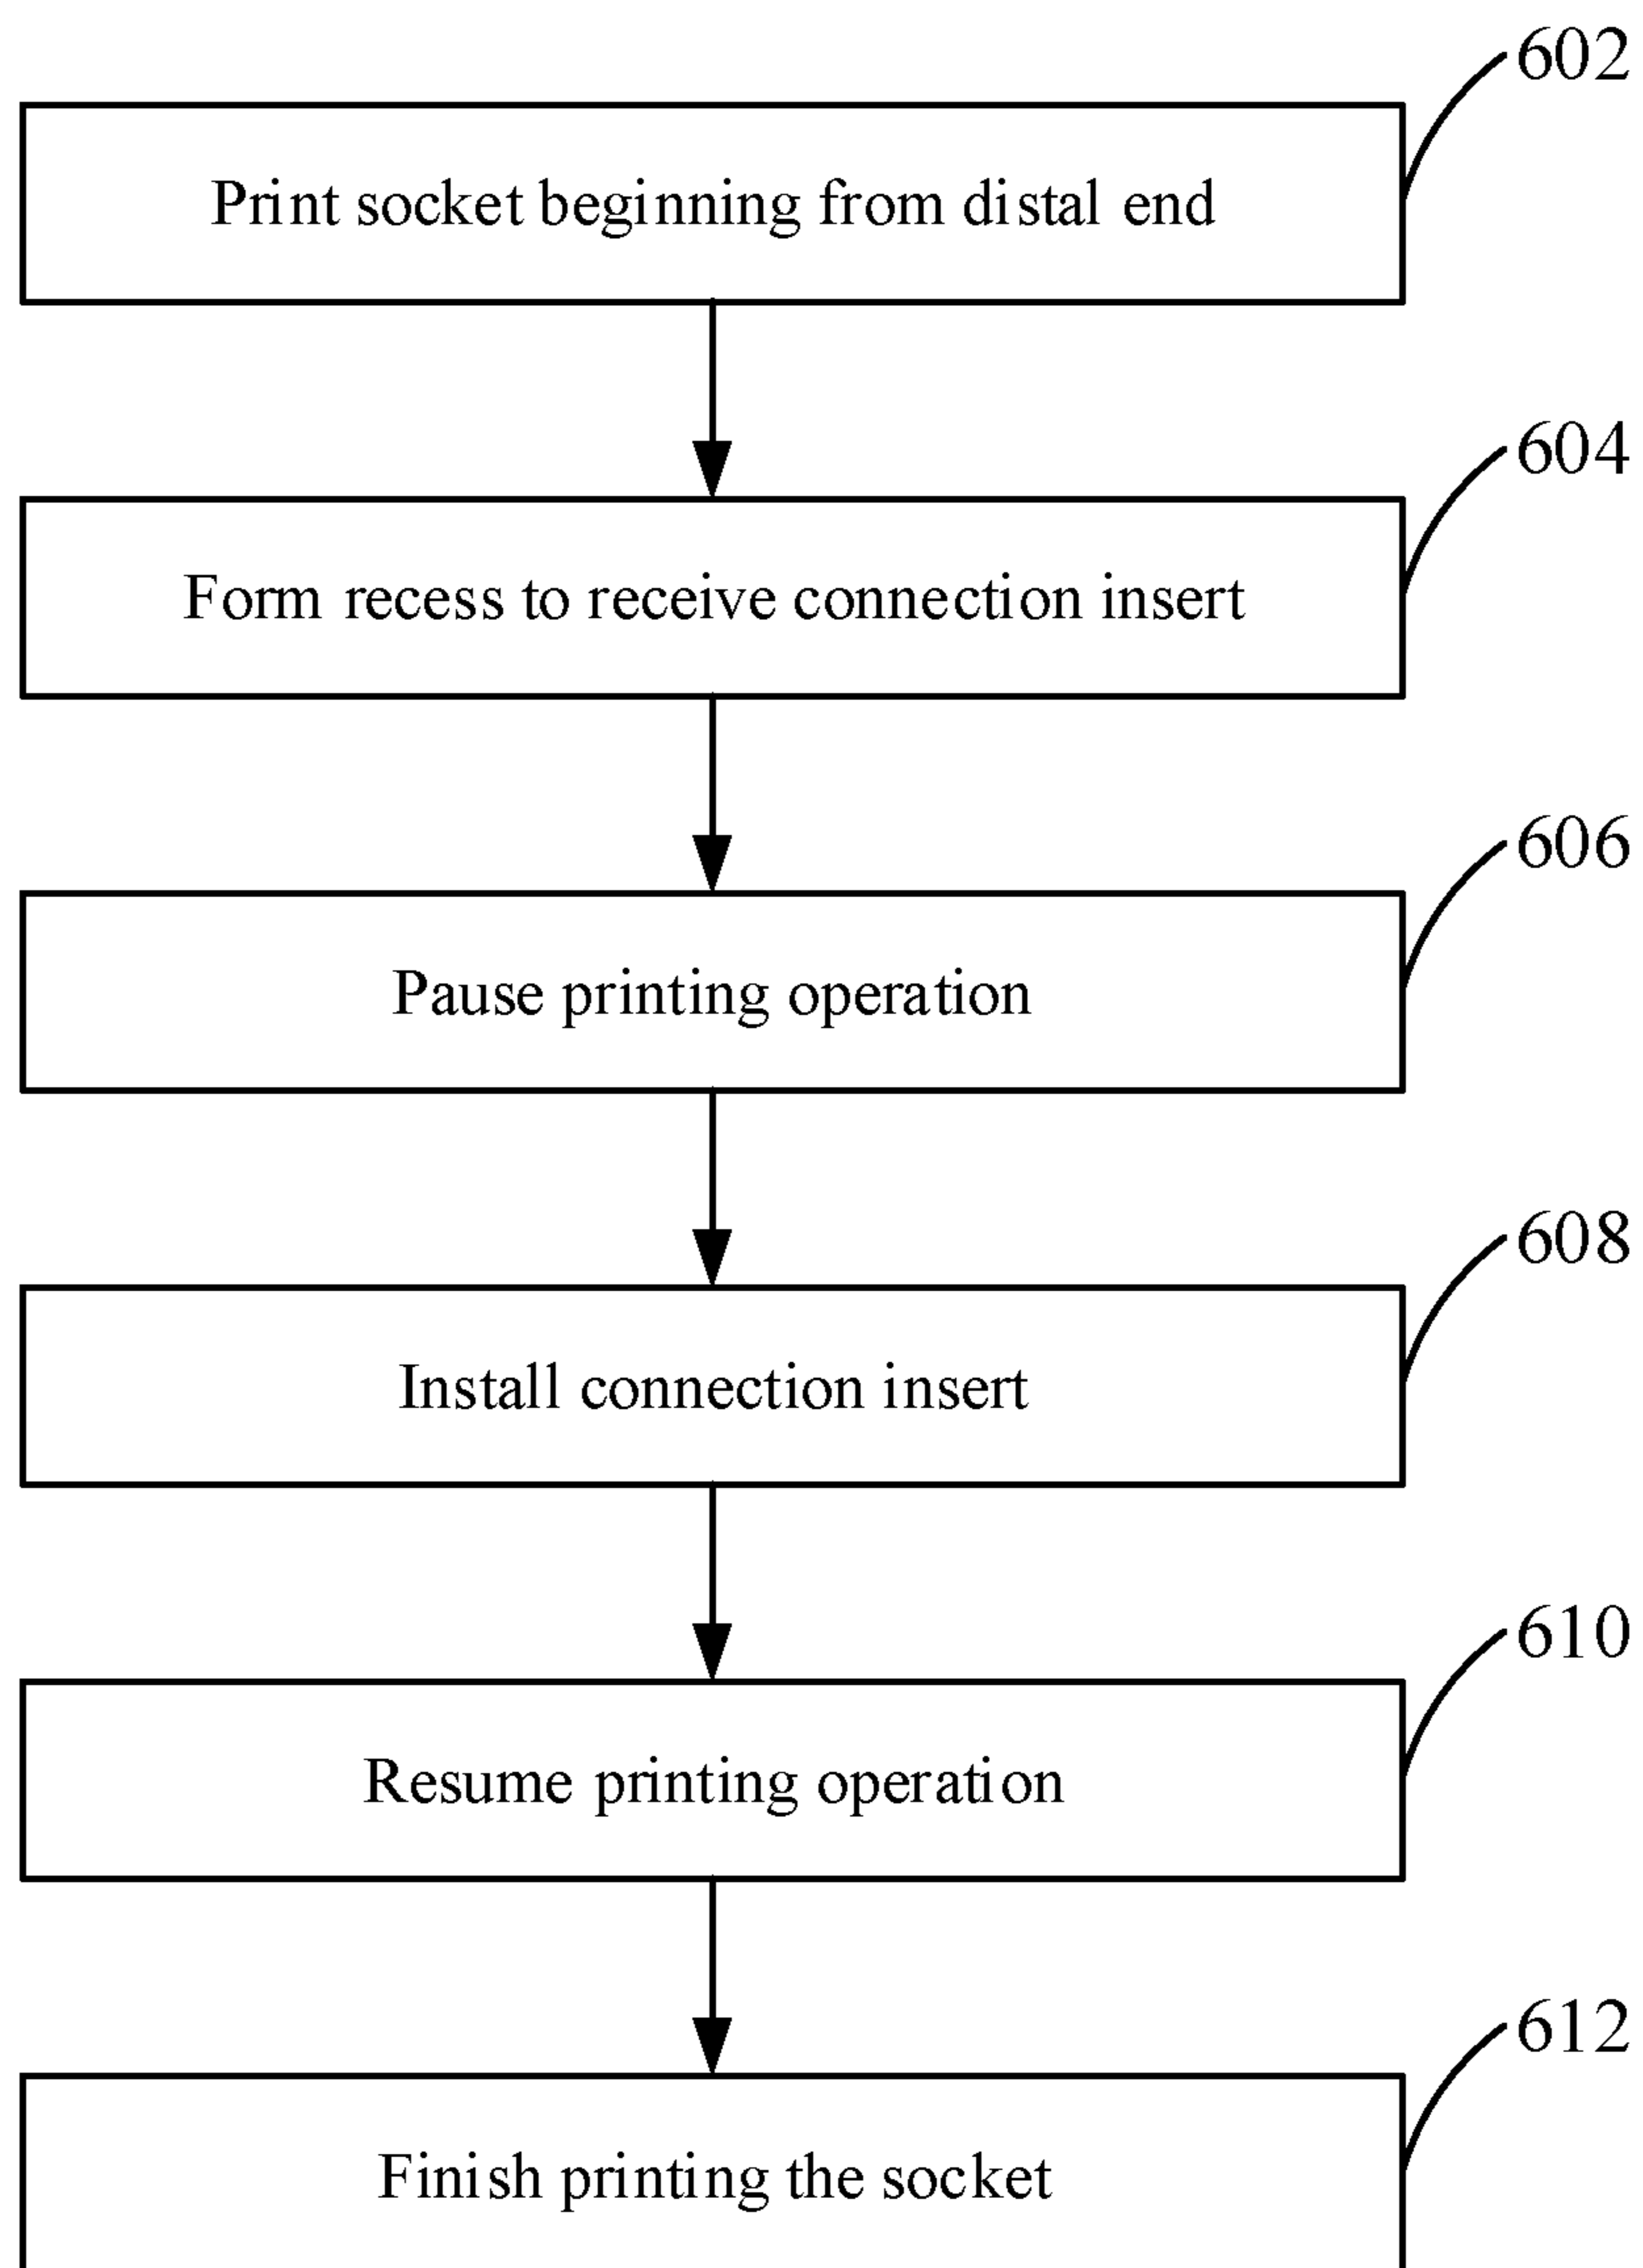 602
Print socket beginning from distal end
604
Form recess to receive connection insert
606
Pause printing operation
608
Install connection insert
610
Resume printing operation
612
Finish printing the socket